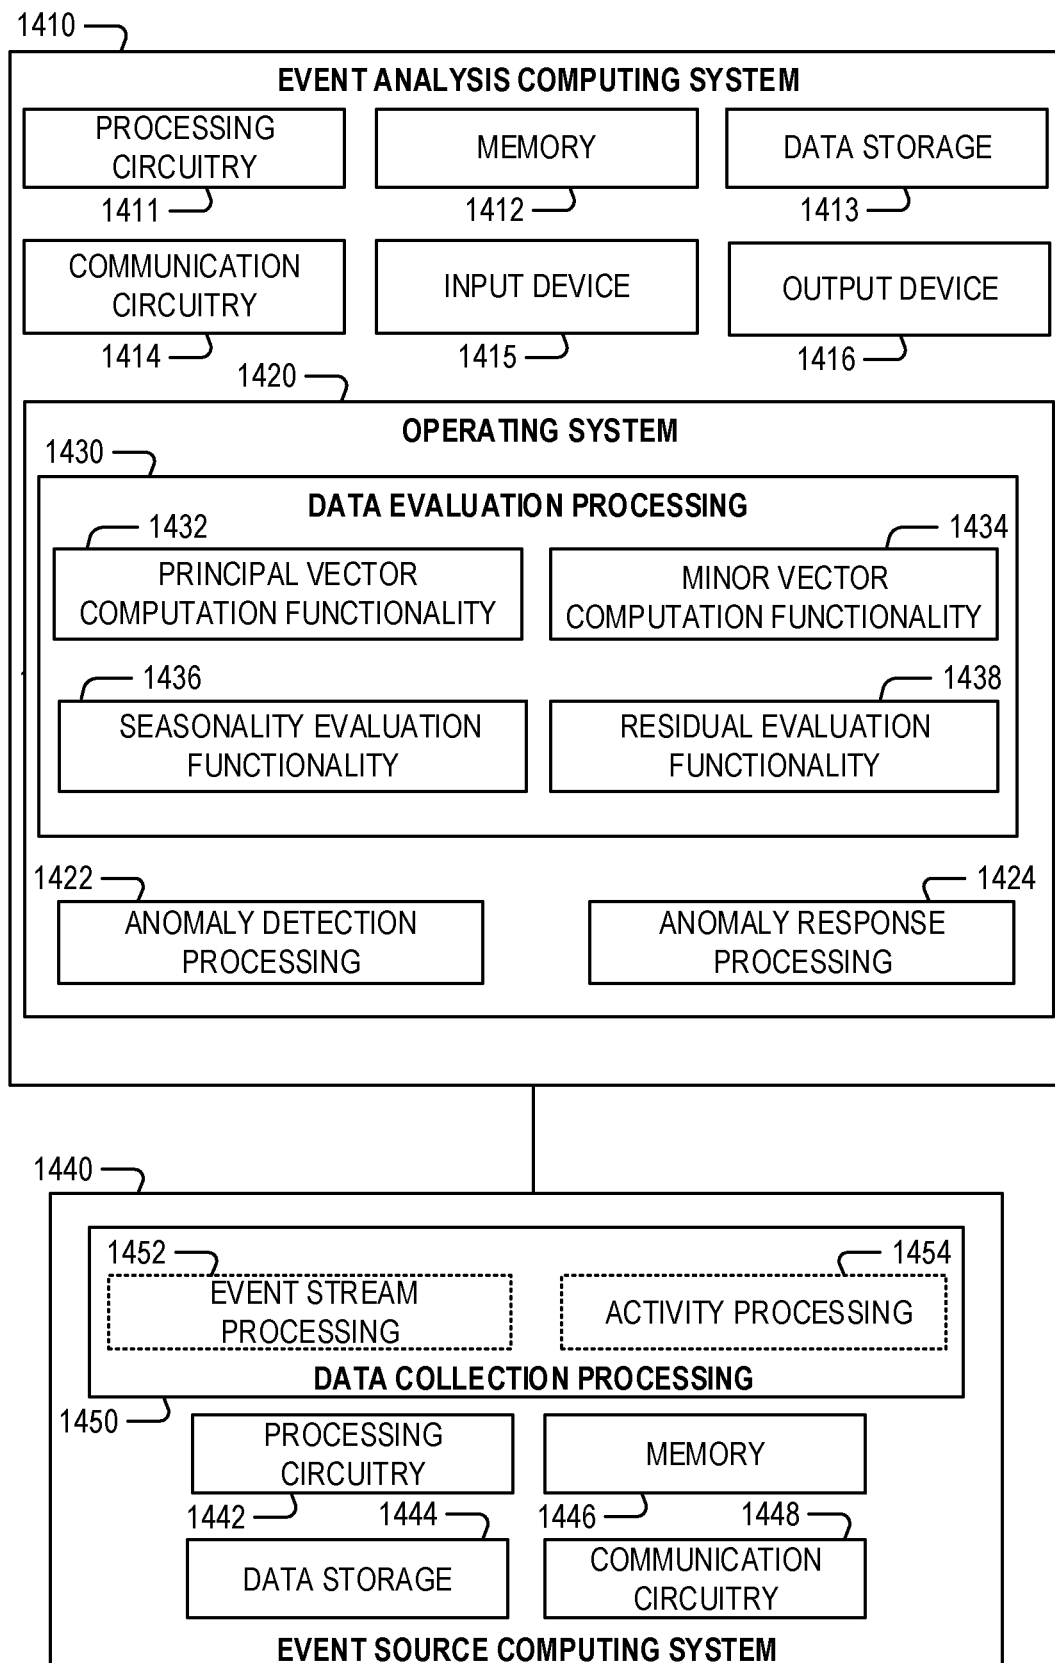 1410
EVENT ANALYSIS COMPUTING SYSTEM
PROCESSING
CIRCUITRY
MEMORY
DATA STORAGE
1411
1412
1413
COMMUNICATION
CIRCUITRY
INPUT DEVICE
OUTPUT DEVICE
1414
1415
1416
1420
OPERATING SYSTEM
1430
DATA EVALUATION PROCESSING
1432
1434
PRINCIPAL VECTOR
COMPUTATION FUNCTIONALITY
MINOR VECTOR
COMPUTATION FUNCTIONALITY
1436
1438
SEASONALITY EVALUATION
FUNCTIONALITY
RESIDUAL EVALUATION
FUNCTIONALITY
1422
1424
ANOMALY DETECTION
PROCESSING
ANOMALY RESPONSE
PROCESSING
1440
1452
1454
EVENT STREAM
PROCESSING
ACTIVITY PROCESSING
DATA COLLECTION PROCESSING
1450
PROCESSING
CIRCUITRY
MEMORY
1442
1444
1446
1448
DATA STORAGE
COMMUNICATION
CIRCUITRY
EVENT SOURCE COMPUTING SYSTEM